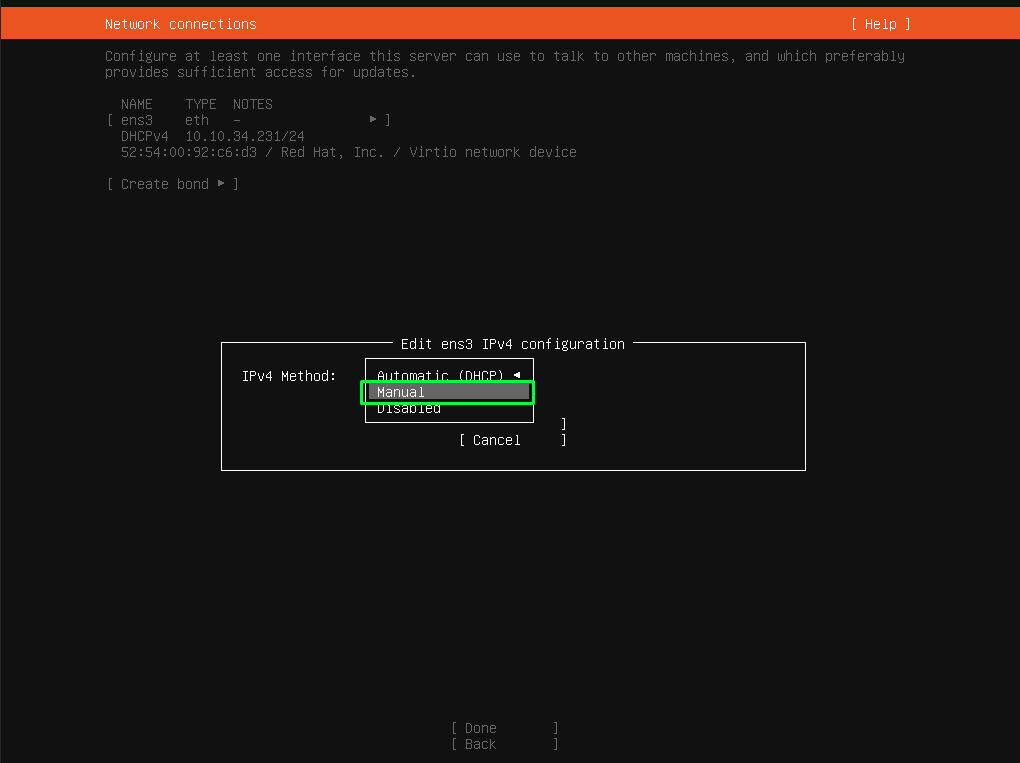 Network connections [ Help ]
Configure at least one interface this server can use to talk to other machines, and which preferably
provides sufficient access for updates.
NAME TYPE NOTES
[ ens3 eth – ▸ ]
DHCPv4 10.10.34.231/24
52:54:00:92:c6:d3 / Red Hat, Inc. / Virtio network device
[ Create bond ▸ ]
Edit ens3 IPv4 configuration
IPv4 Method: Automatic (DHCP) ◂
Manual
Disabled
]
[ Cancel ]
[ Done ]
[ Back ]